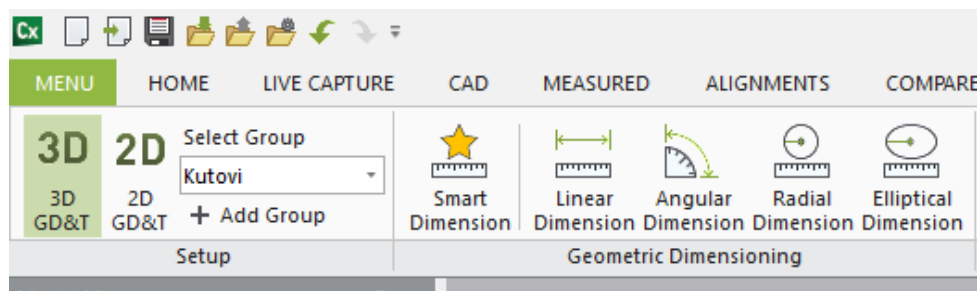 Cx
MENU HOME LIVE CAPTURE CAD MEASURED ALIGNMENTS COMPARE
3D 2D Select Group
Kutovi
3D GD&T
2D GD&T
+ Add Group
Smart Dimension
Linear Dimension
Angular Dimension
Radial Dimension
Elliptical Dimension
Setup Geometric Dimensioning